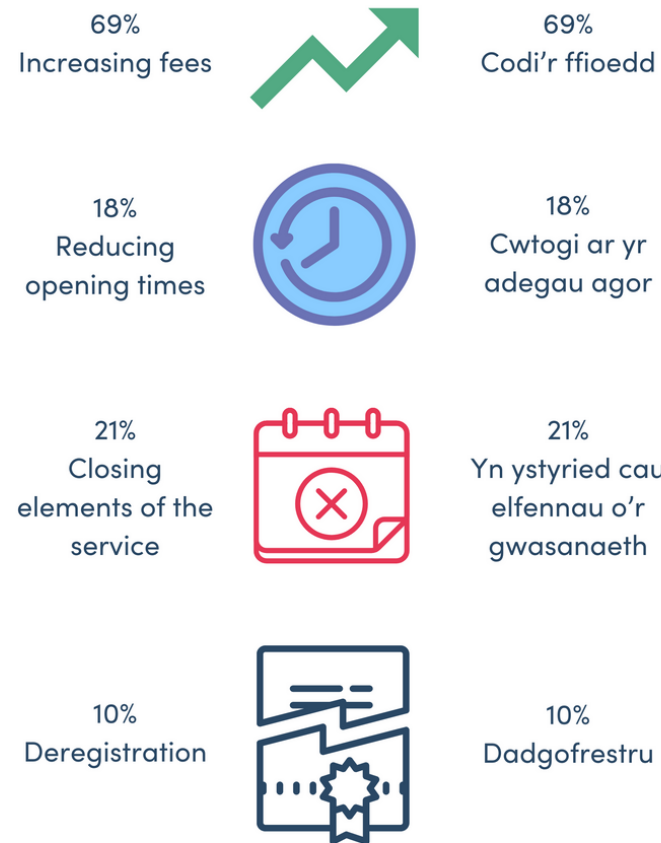 69%
Increasing fees
69%
Codi'r ffioedd
18%
Reducing
opening times
18%
Cwtogi ar yr
adegau agor
21%
Closing
elements of the
service
21%
Yn ystyried cau
elfennau o'r
gwasanaeth
10%
Deregistration
10%
Dadgofrestru